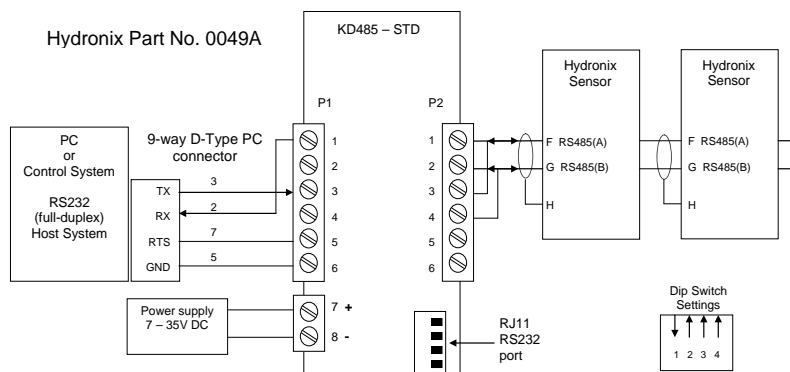 Hydronix Part No. 0049A
KD485 – STD
P1
P2
PC
or
Control System
RS232
(full-duplex)
Host System
9-way D-Type PC
connector
TX
RX
RTS
GND
3
2
7
5
1
2
3
4
5
6
7 +
8 -
Power supply
7 – 35V DC
1
2
3
4
5
6
RJ11
RS232
port
Hydronix
Sensor
F RS485(A)
G RS485(B)
H
Hydronix
Sensor
F RS485(A)
G RS485(B)
H
Dip Switch
Settings
1 2 3 4